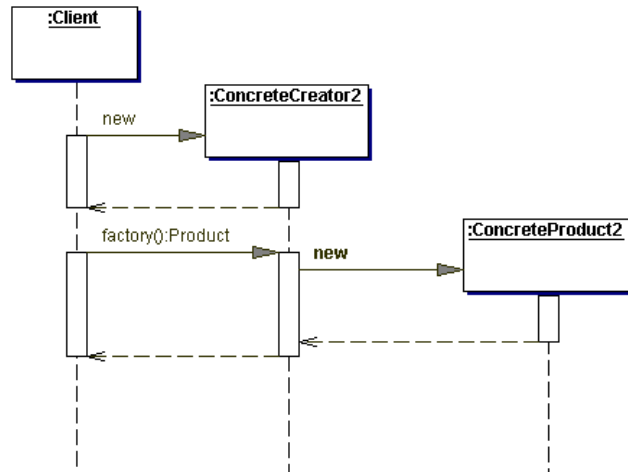 :Client
:ConcreteCreator2
new
factory():Product
new
:ConcreteProduct2